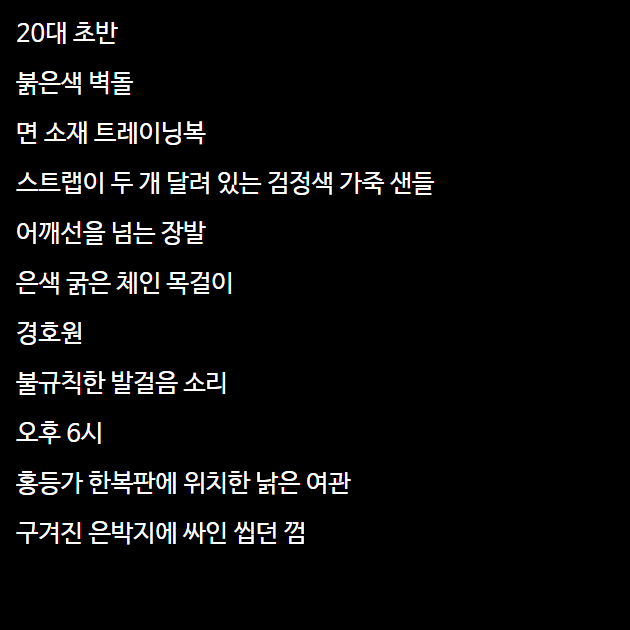 20대 초반
붉은색 벽돌
면 소재 트레이닝복
스트랩이 두 개 달려 있는 검정색 가죽 샌들
어깨선을 넘는 장발
은색 굵은 체인 목걸이
경호원
불규칙한 발걸음 소리
오후 6시
홍등가 한복판에 위치한 낡은 여관
구겨진 은박지에 싸인 씹던 껌